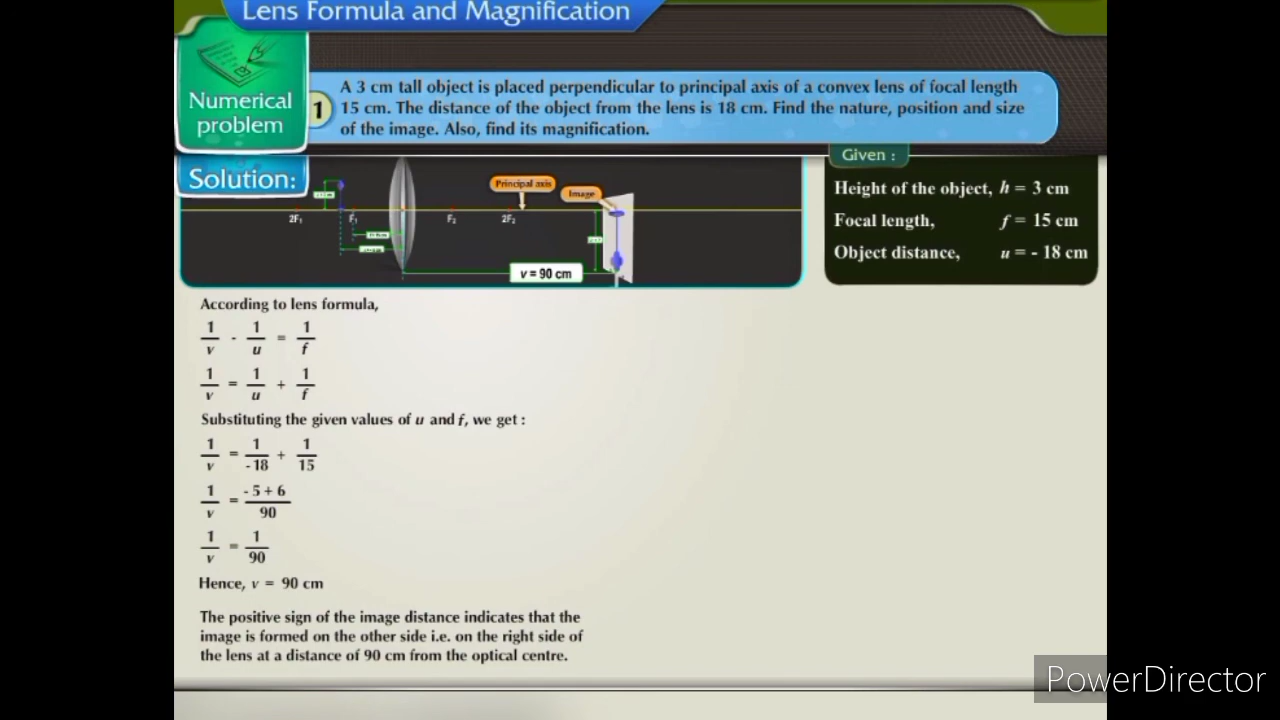 Lens Formula and Magnification
Numerical
problem
1
A 3 cm tall object is placed perpendicular to principal axis of a convex lens of focal length
15 cm. The distance of the object from the lens is 18 cm. Find the nature, position and size
of the image. Also, find its magnification.
Solution:
Principal axis
Image
2F₁
F₁
F₂
2F₂
v = 90 cm
Given :
Height of the object, h = 3 cm
Focal length, f = 15 cm
Object distance, u = - 18 cm
According to lens formula,
1/v - 1/u = 1/f
1/v = 1/u + 1/f
Substituting the given values of u and f, we get :
1/v = 1/-18 + 1/15
1/v = -5+6/90
1/v = 1/90
Hence, v = 90 cm
The positive sign of the image distance indicates that the
image is formed on the other side i.e. on the right side of
the lens at a distance of 90 cm from the optical centre.
PowerDirector